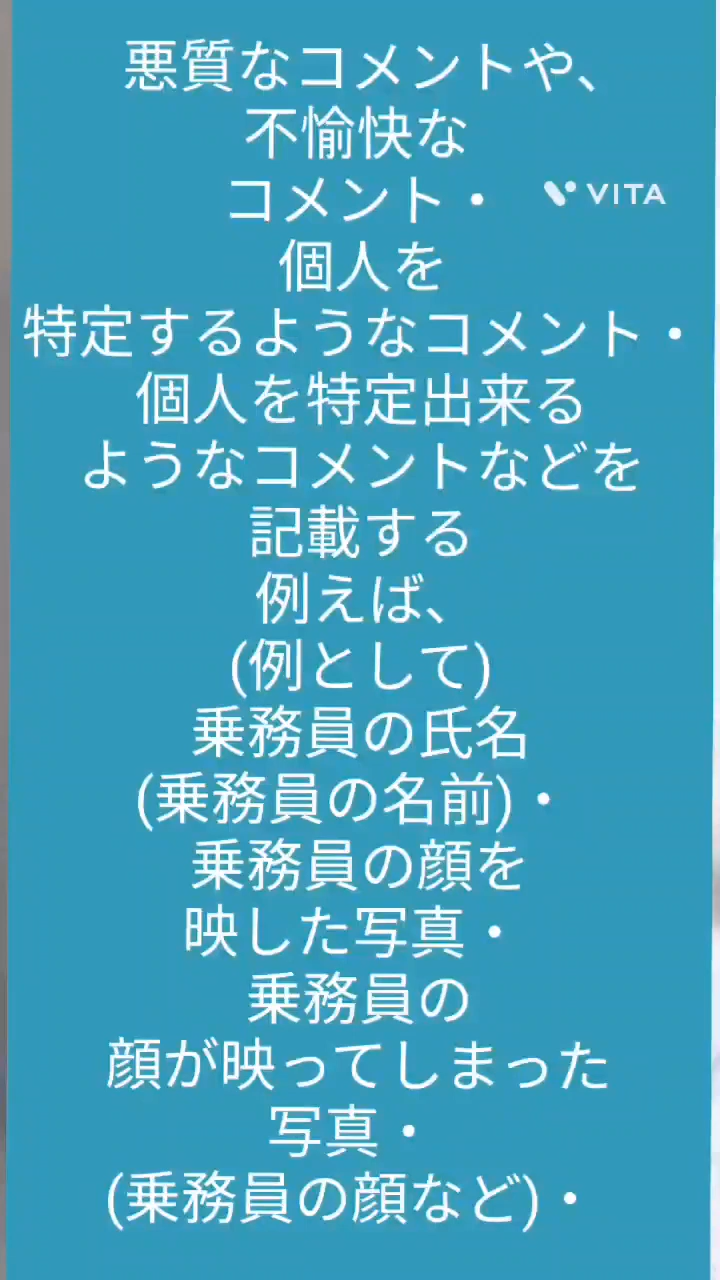 悪質なコメントや、
不愉快な
コメント・
VITA
個人を
特定するようなコメント・
個人を特定出来る
ようなコメントなどを
記載する
例えば、
(例として)
乗務員の氏名
(乗務員の名前)・
乗務員の顔を
映した写真・
乗務員の
顔が映ってしまった
写真・
(乗務員の顔など)・